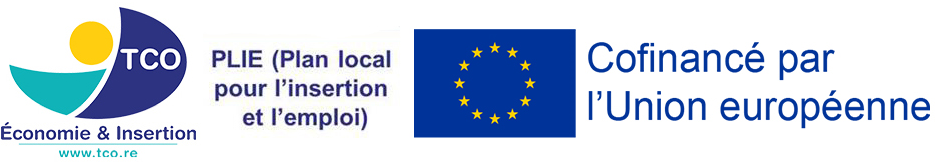 TCO
Économie & Insertion
www.tco.re
PLIE (Plan local
pour l'insertion
et l'emploi)
Cofinancé par
l'Union européenne